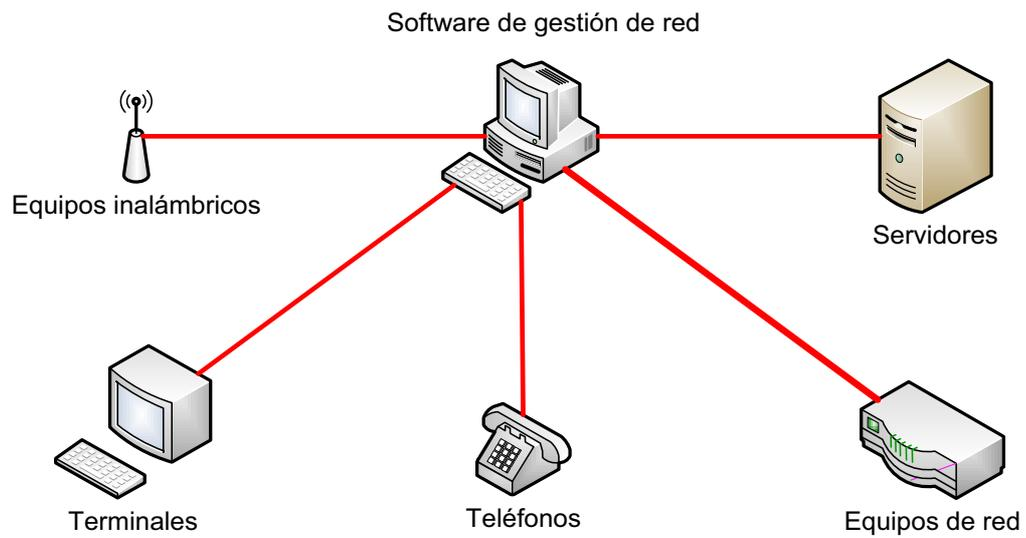 Software de gestión de red
Equipos inalámbricos
Servidores
Terminales
Teléfonos
Equipos de red